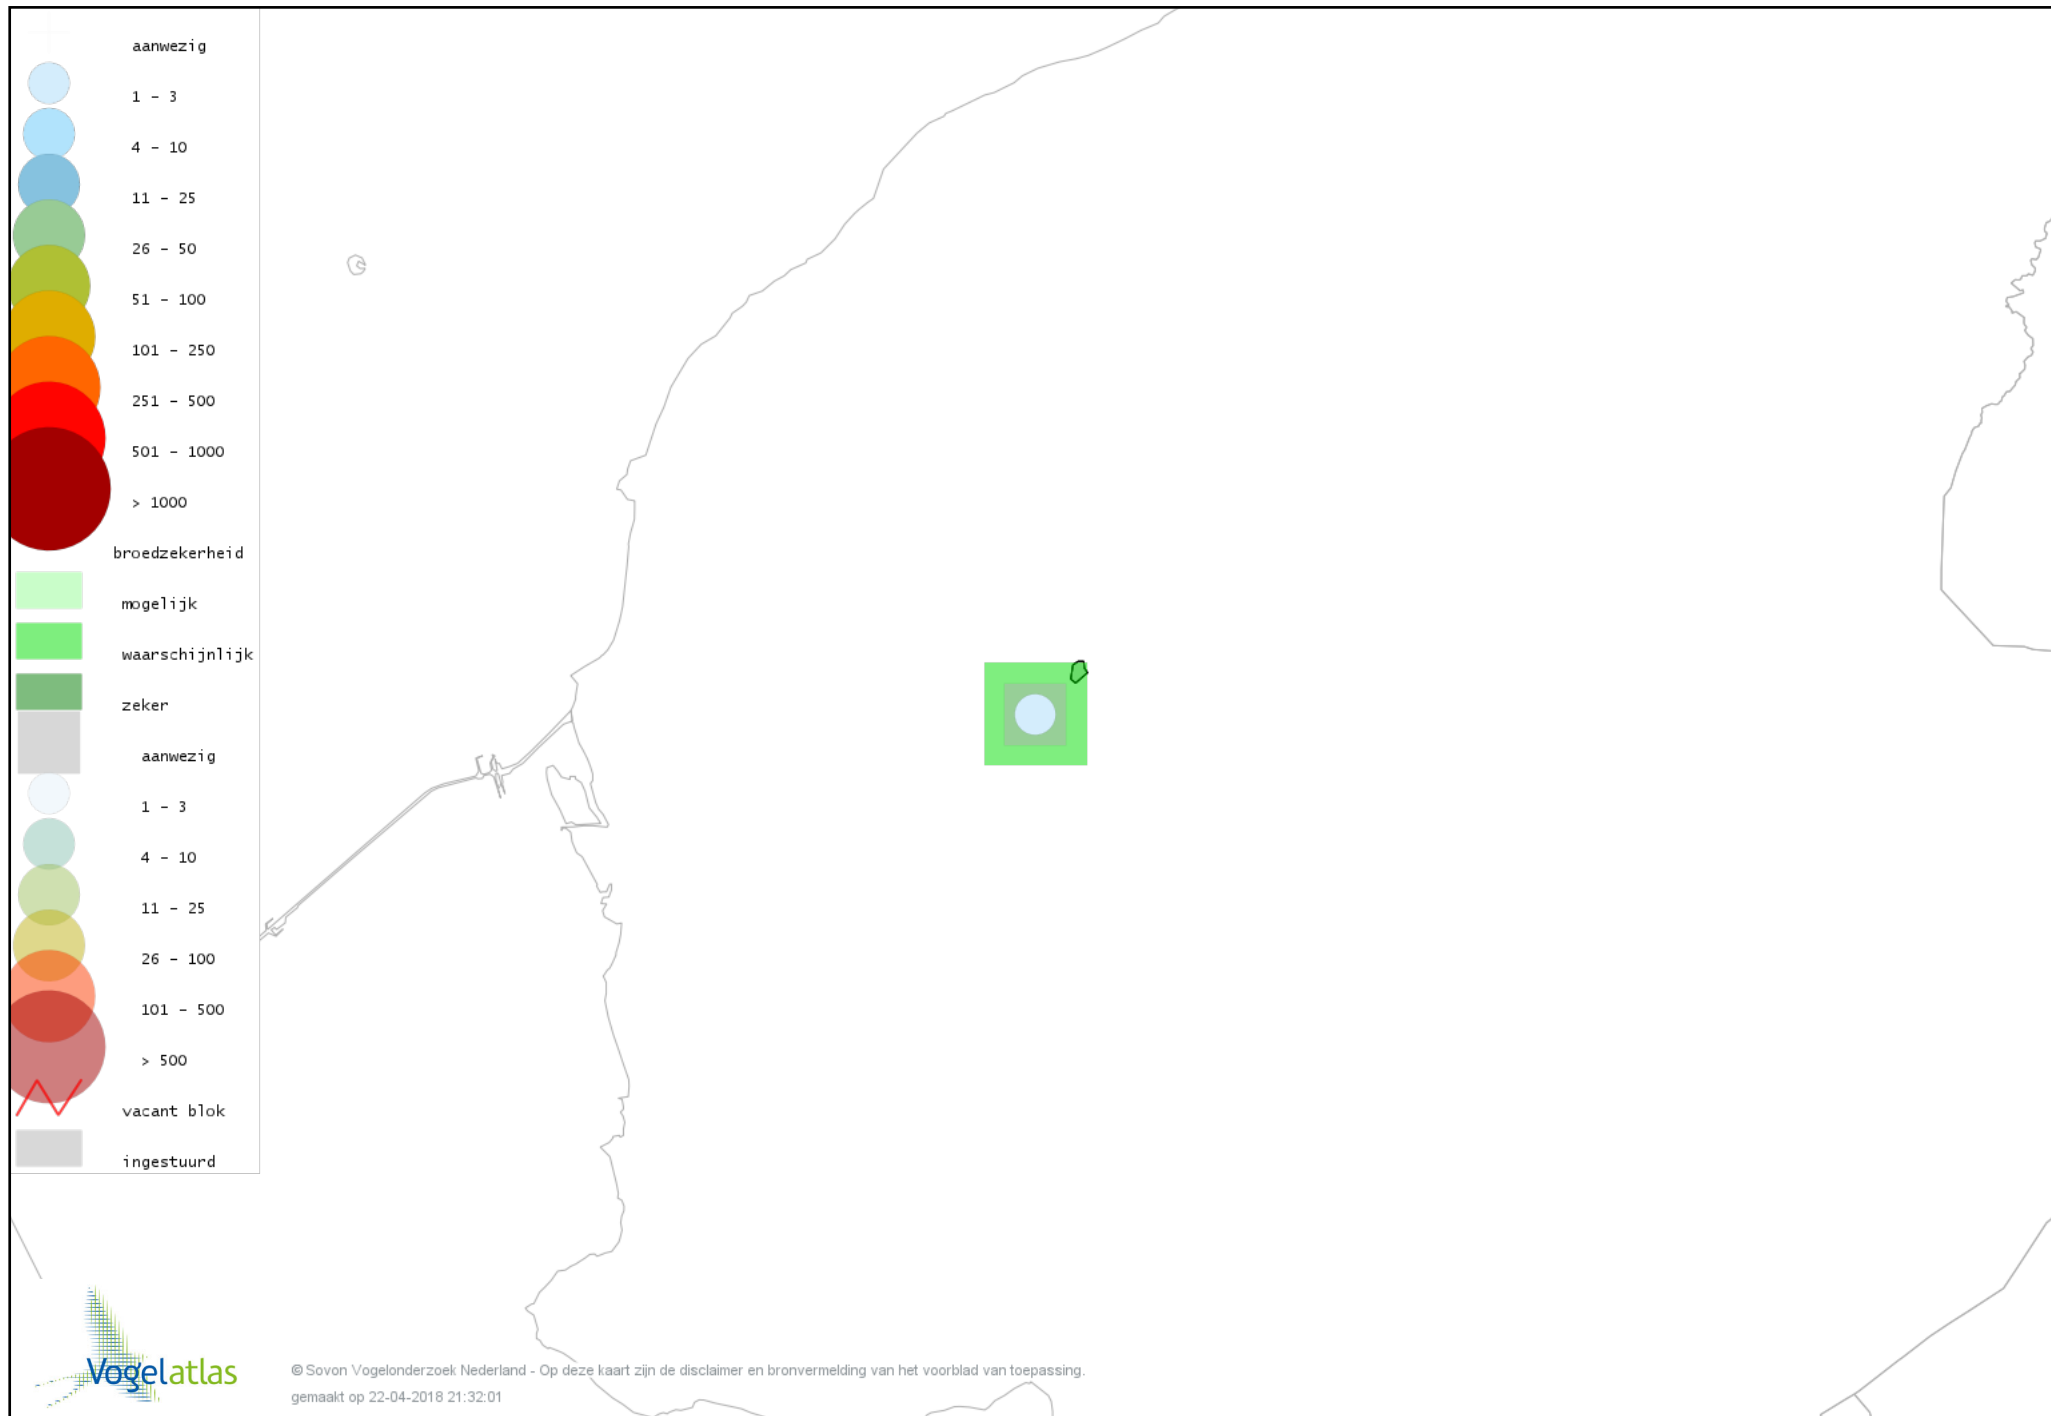 aanwezig
1 - 3
4 - 10
11 - 25
26 - 50
51 - 100
101 - 250
251 - 500
501 - 1000
> 1000
broedzekerheid
mogelijk
waarschijnlijk
zeker
aanwezig
1 - 3
4 - 10
11 - 25
26 - 100
101 - 500
> 500
vacant blok
ingestuurd
Vogelatlas
© Sovon Vogelonderzoek Nederland - Op deze kaart zijn de disclaimer en bronvermelding van het voorblad van toepassing.
gemaakt op 22-04-2018 21:32:01